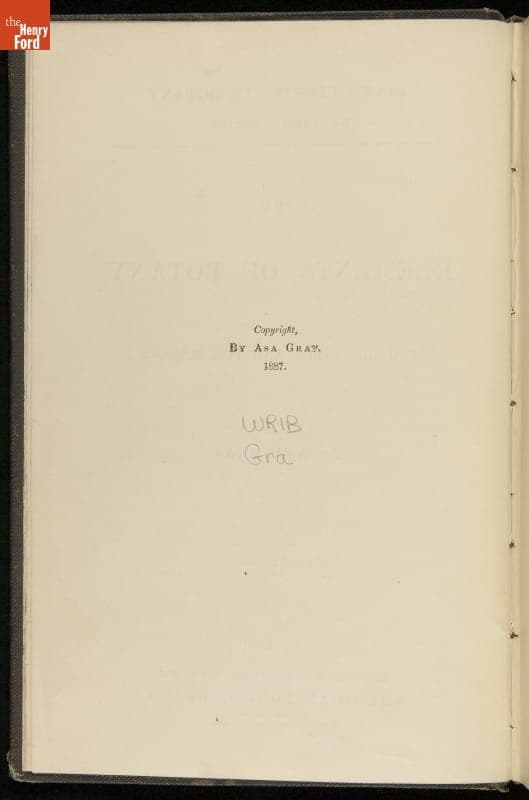 the
Henry
Ford
Copyright,
BY ASA GRAY.
1887.
WRIB
Gra